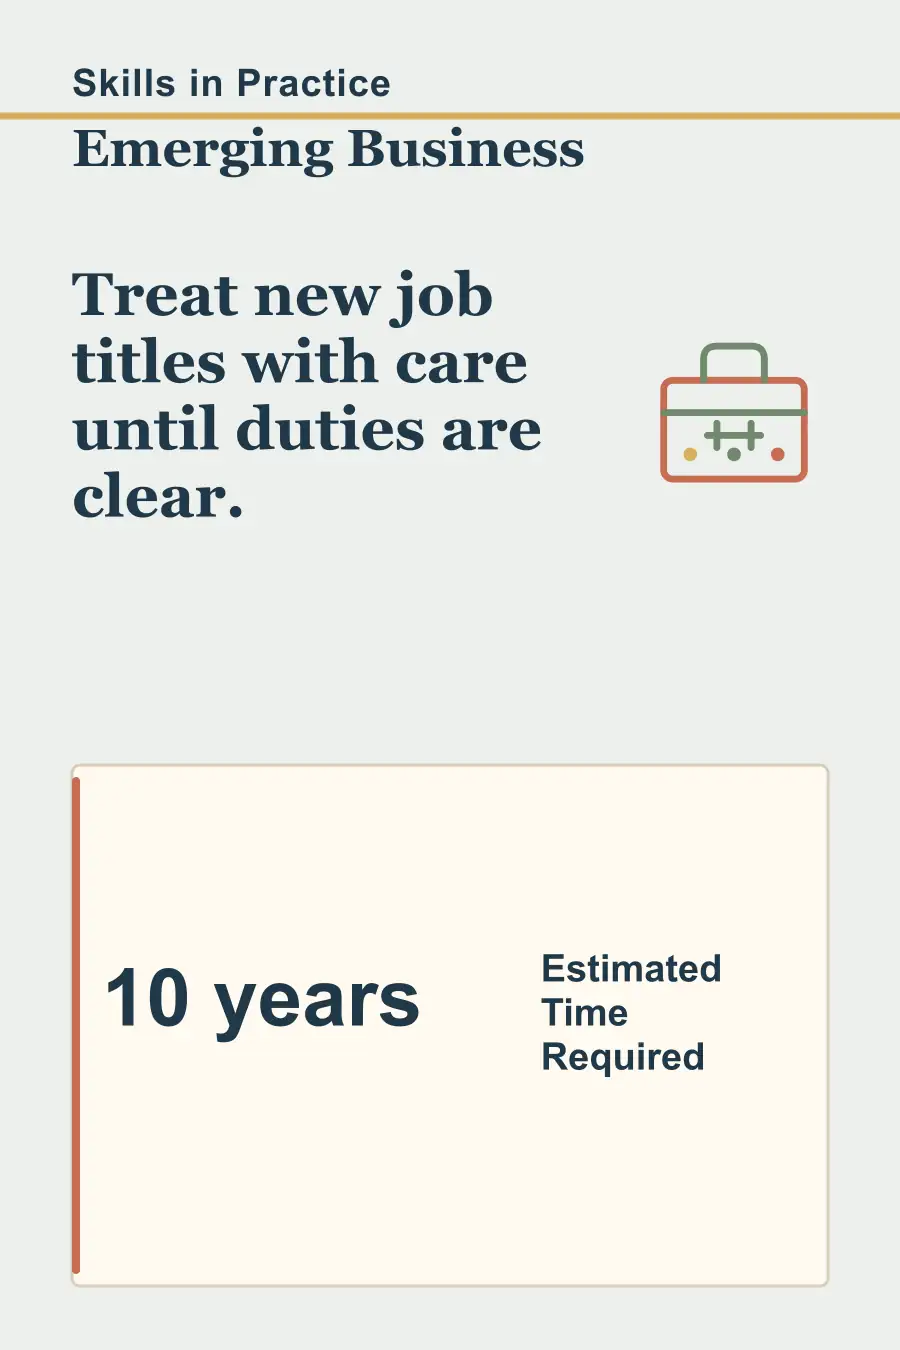 Skills in Practice
Emerging Business
Treat new job
titles with care
until duties are
clear.
10 years
Estimated
Time
Required